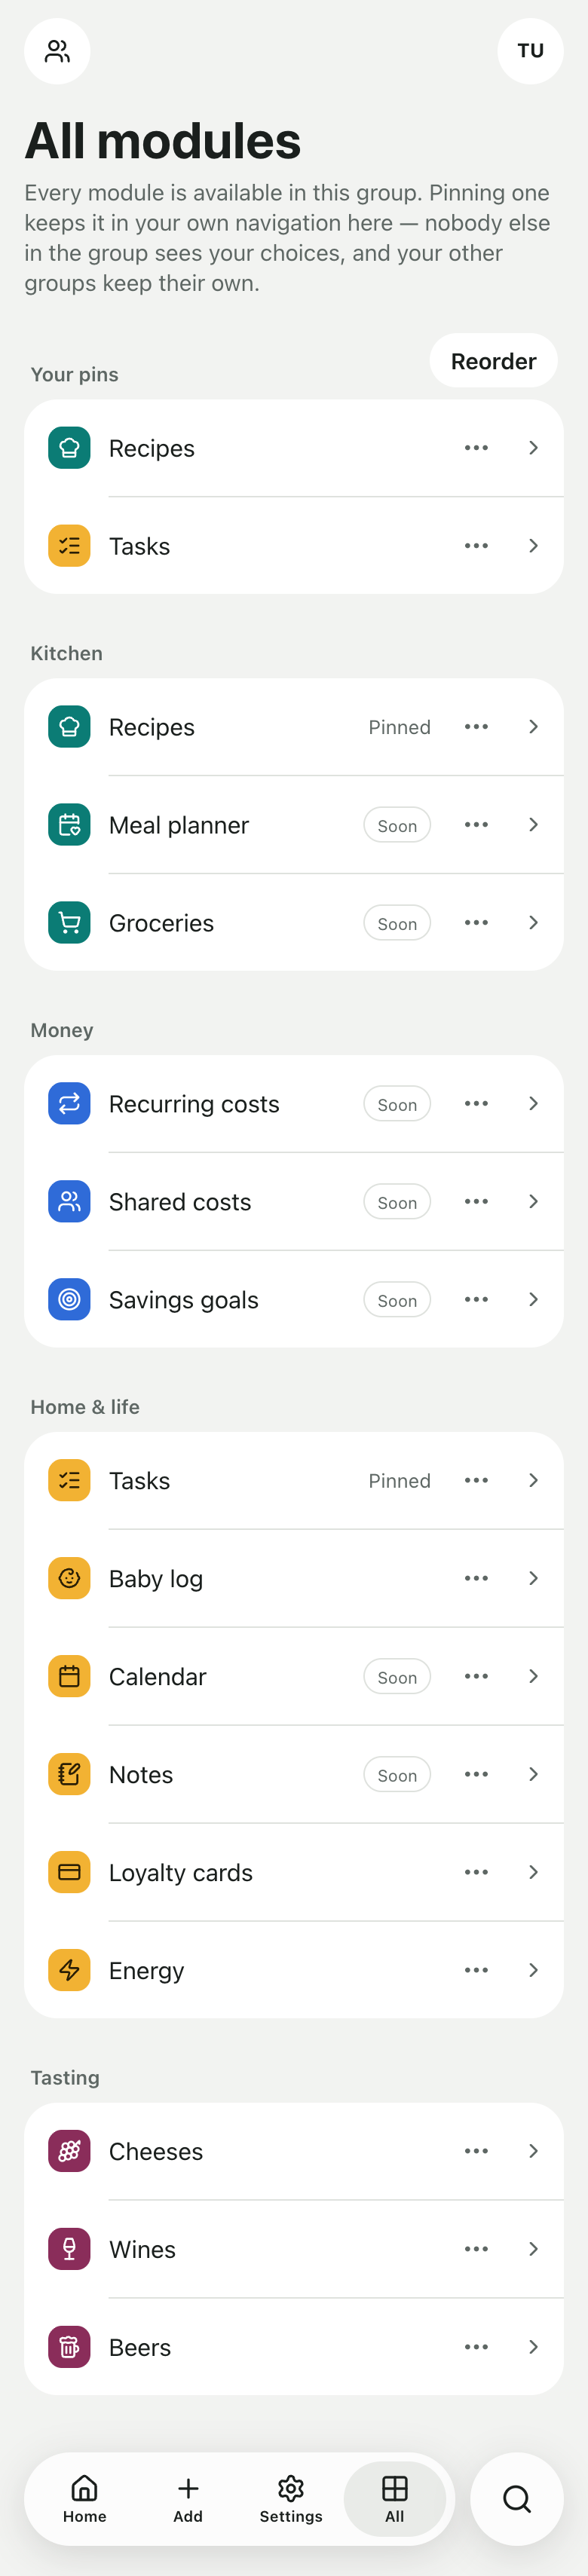 TU
All modules
Every module is available in this group. Pinning one
keeps it in your own navigation here — nobody else
in the group sees your choices, and your other
groups keep their own.
Your pins
Reorder
Recipes
Tasks
Kitchen
Recipes Pinned
Meal planner Soon
Groceries Soon
Money
Recurring costs Soon
Shared costs Soon
Savings goals Soon
Home & life
Tasks Pinned
Baby log
Calendar Soon
Notes Soon
Loyalty cards
Energy
Tasting
Cheeses
Wines
Beers
Home Add Settings All